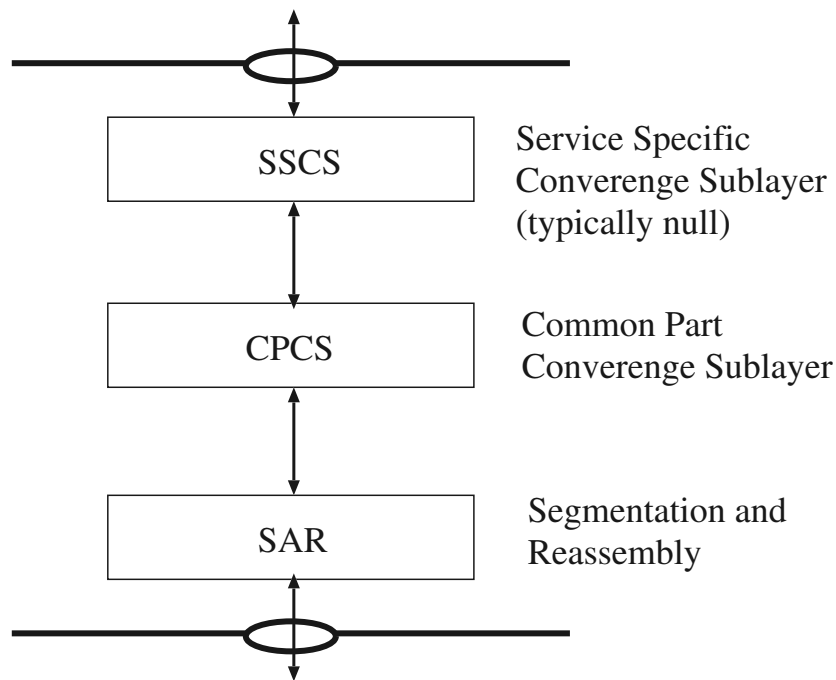 SSCS
Service Specific
Converenge Sublayer
(typically null)
CPCS
Common Part
Converenge Sublayer
SAR
Segmentation and
Reassembly